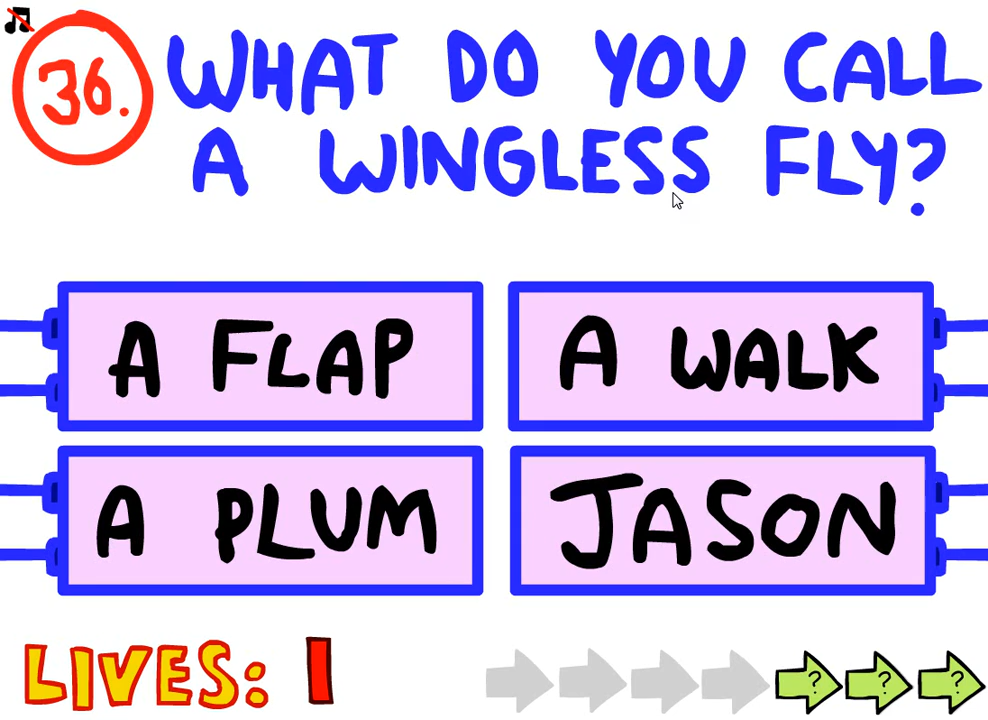 36.
WHAT DO YOU CALL
A WINGLESS FLY?
A FLAP
A WALK
A PLUM
JASON
LIVES: 1
? ? ?